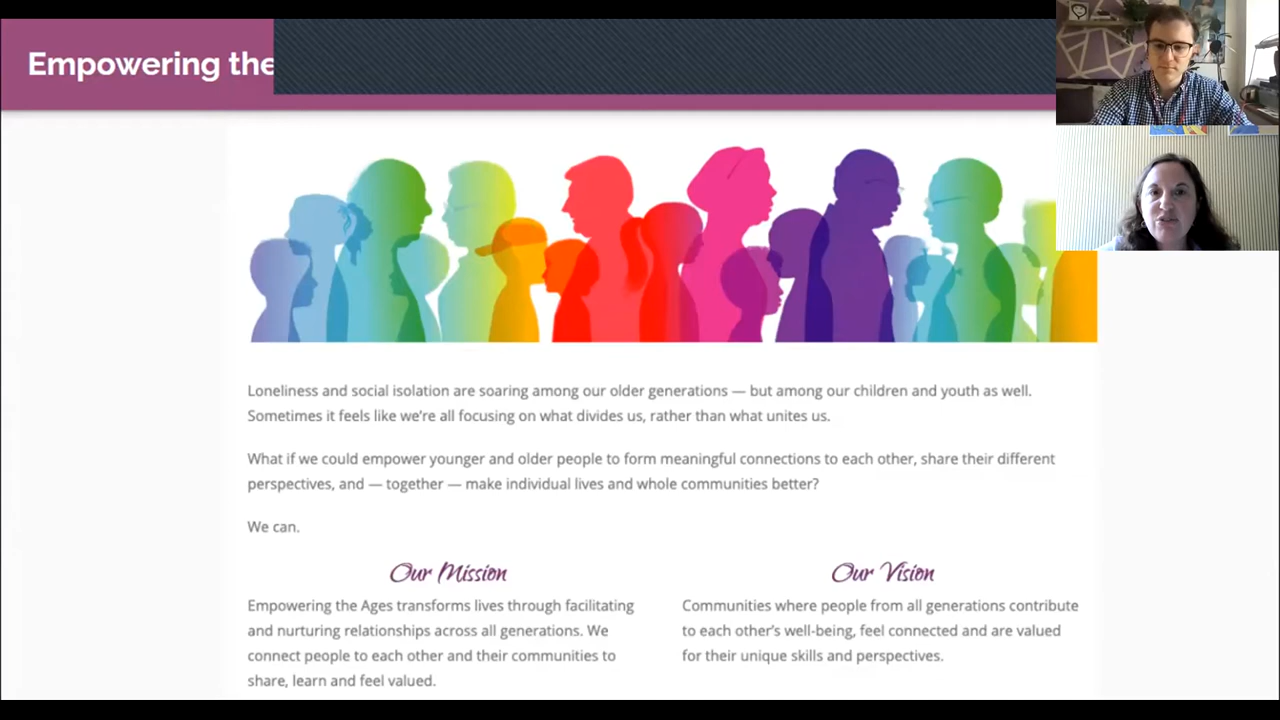 Empowering the
Loneliness and social isolation are soaring among our older generations — but among our children and youth as well.
Sometimes it feels like we're all focusing on what divides us, rather than what unites us.
What if we could empower younger and older people to form meaningful connections to each other, share their different
perspectives, and — together — make individual lives and whole communities better?
We can.
Our Mission
Empowering the Ages transforms lives through facilitating
and nurturing relationships across all generations. We
connect people to each other and their communities to
share, learn and feel valued.
Our Vision
Communities where people from all generations contribute
to each other's well-being, feel connected and are valued
for their unique skills and perspectives.